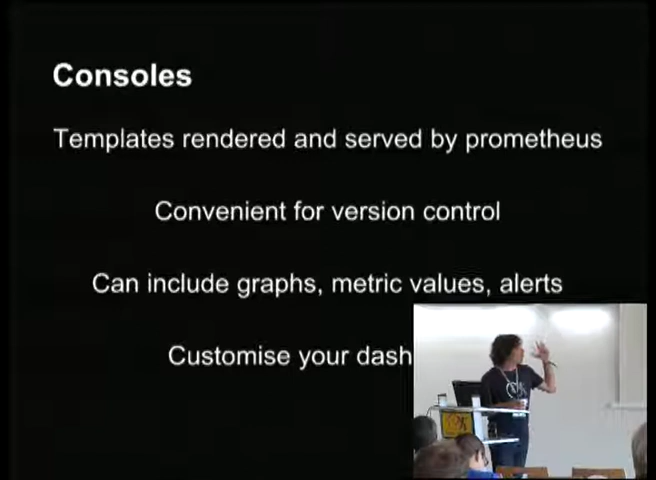 Consoles
Templates rendered and served by prometheus
Convenient for version control
Can include graphs, metric values, alerts
Customise your dash